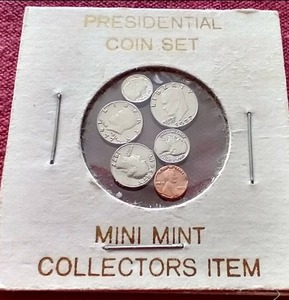 PRESIDENTIAL
COIN SET
MINI MINT
COLLECTORS ITEM